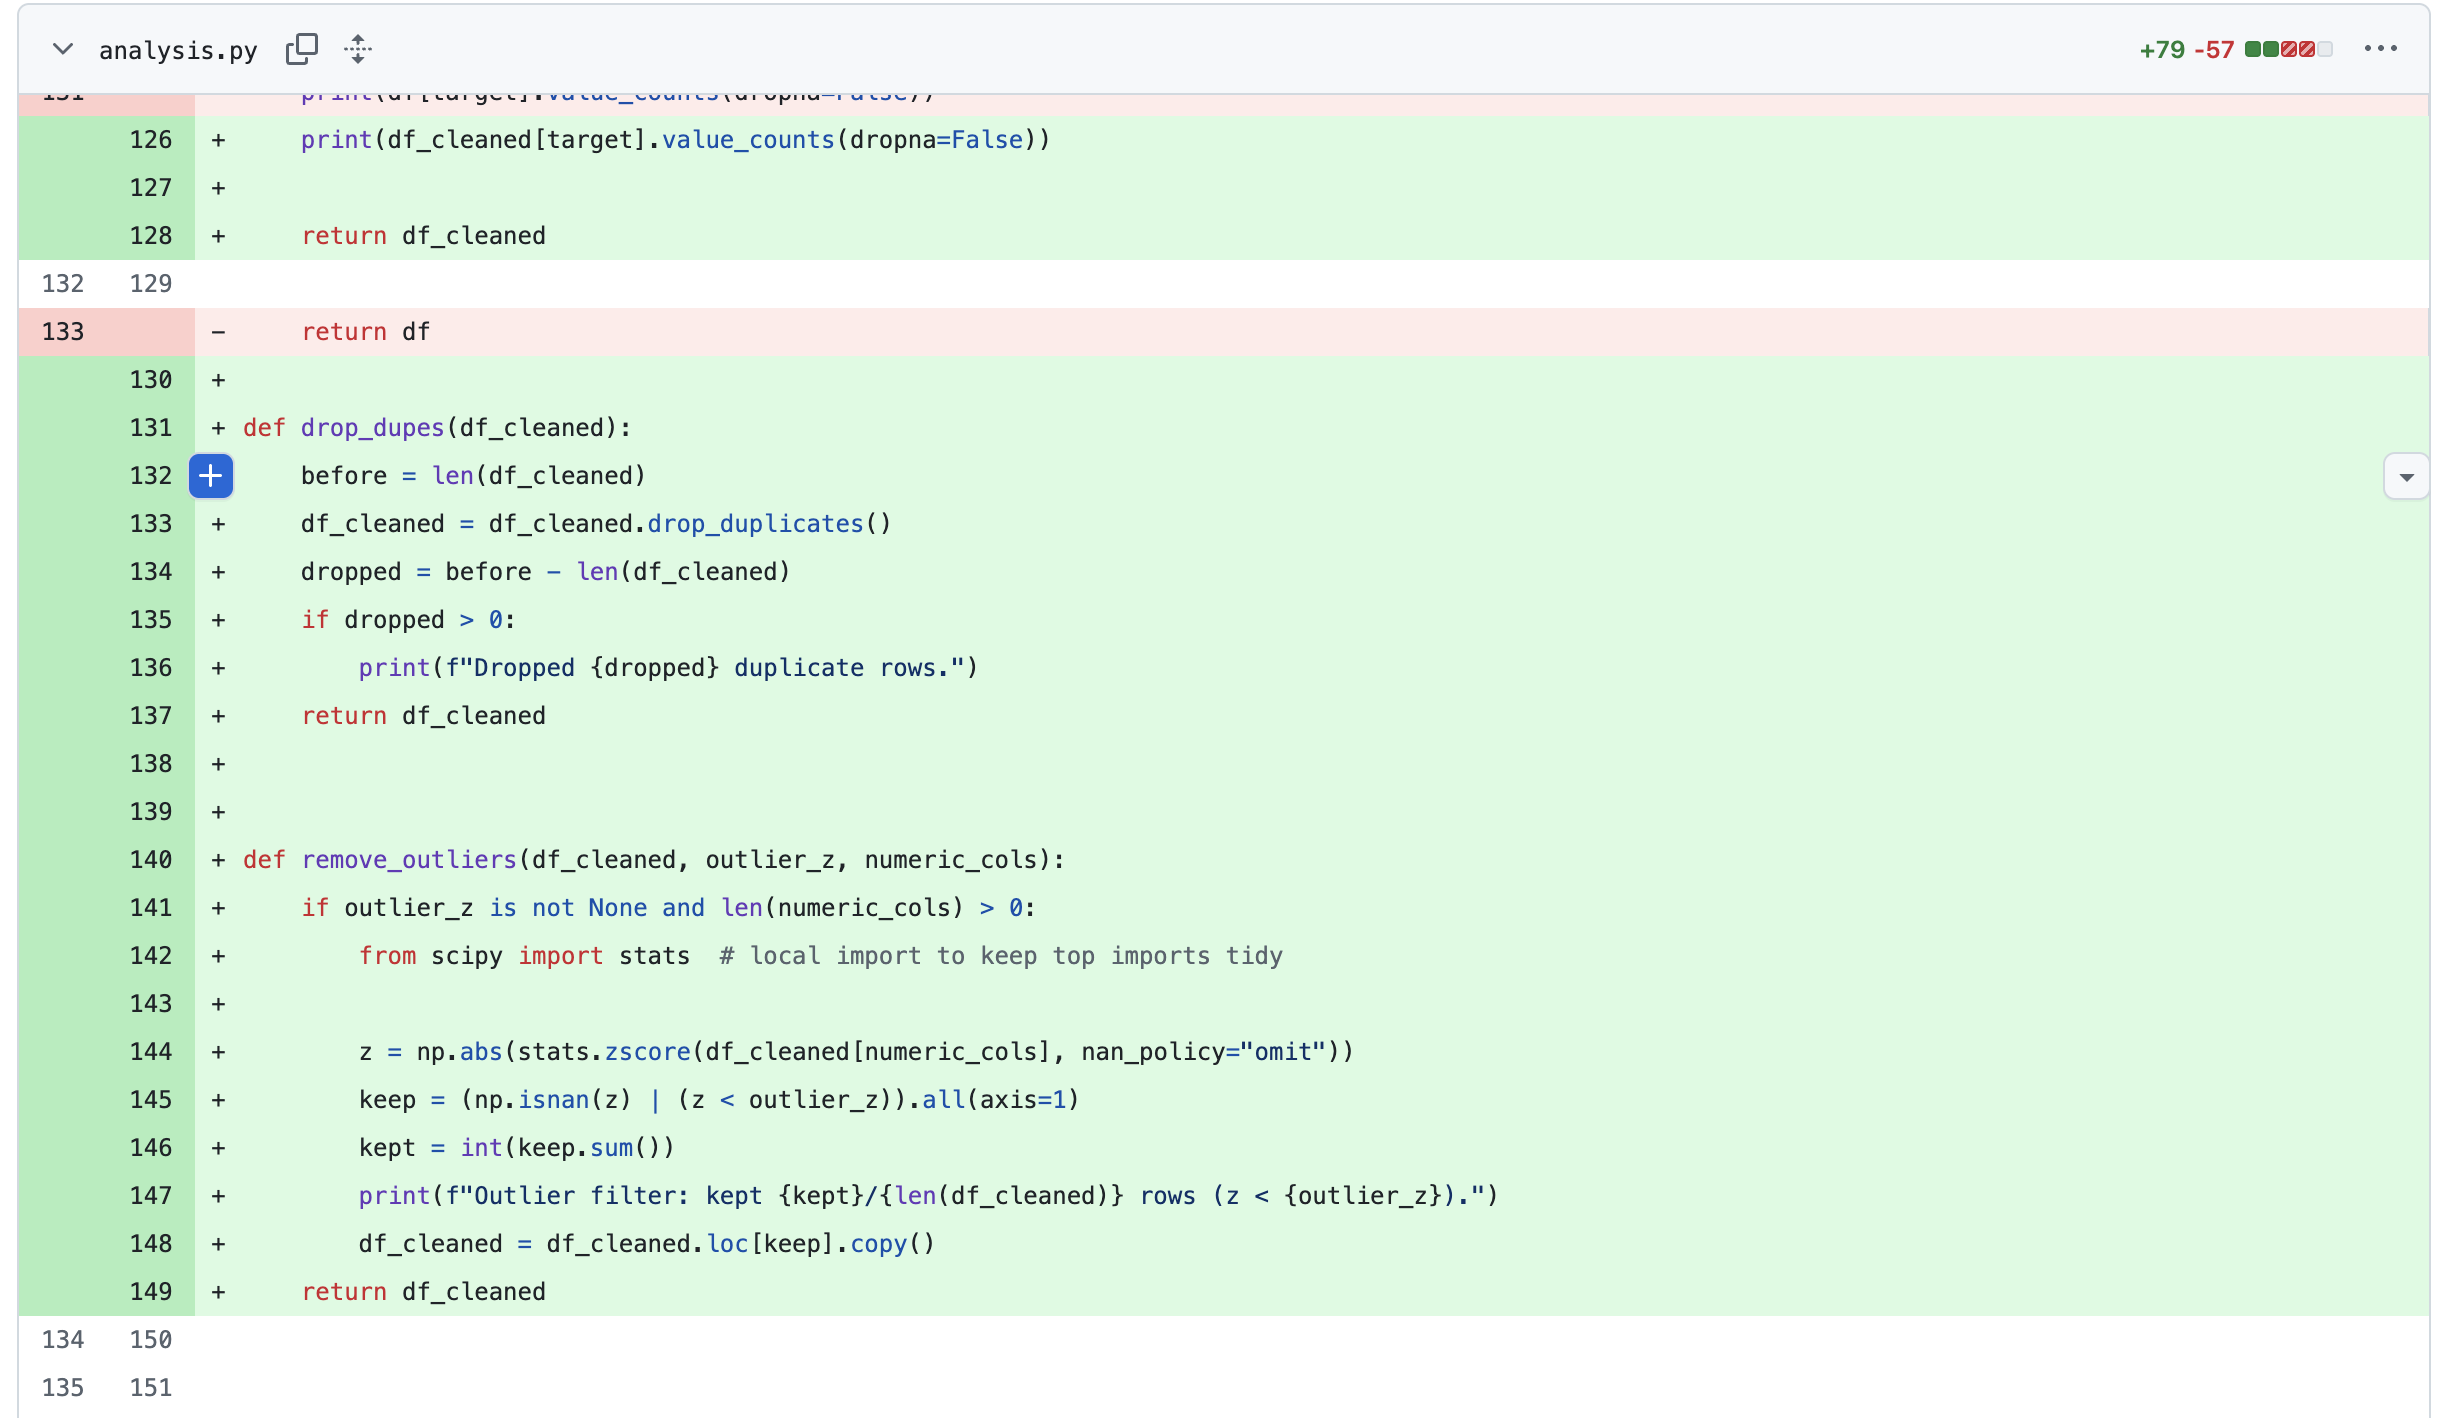 analysis.py +79 -57
131 print(df[target].value_counts(dropna=False))
126 + print(df_cleaned[target].value_counts(dropna=False))
127 +
128 + return df_cleaned
132 129
133 - return df
130 +
131 + def drop_dupes(df_cleaned):
132 + before = len(df_cleaned)
133 + df_cleaned = df_cleaned.drop_duplicates()
134 + dropped = before - len(df_cleaned)
135 + if dropped > 0:
136 + print(f"Dropped {dropped} duplicate rows.")
137 + return df_cleaned
138 +
139 +
140 + def remove_outliers(df_cleaned, outlier_z, numeric_cols):
141 + if outlier_z is not None and len(numeric_cols) > 0:
142 + from scipy import stats  # local import to keep top imports tidy
143 +
144 + z = np.abs(stats.zscore(df_cleaned[numeric_cols], nan_policy="omit"))
145 + keep = (np.isnan(z) | (z < outlier_z)).all(axis=1)
146 + kept = int(keep.sum())
147 + print(f"Outlier filter: kept {kept}/{len(df_cleaned)} rows (z < {outlier_z}).")
148 + df_cleaned = df_cleaned.loc[keep].copy()
149 + return df_cleaned
134 150
135 151